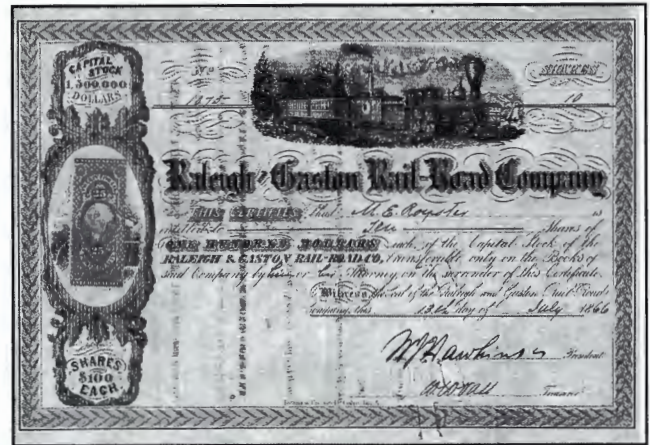 CAPITAL
STOCK
1,500,000
DOLLARS
No
SHARES
10
Raleigh and Gaston Rail-Road Company
THIS CERTIFIES That M. E. Royster is
entitled to Ten Shares of
ONE HUNDRED DOLLARS each, of the Capital Stock of the
RALEIGH & GASTON RAIL-ROAD CO. transferable only on the Books of
said Company by his or Attorney on the surrender of this Certificate
Witness the Seal of the Raleigh and Gaston Rail-Road
Company, this 13th day of July 1866
W J Hawkins President
Treasurer
25
SHARES
$100
EACH